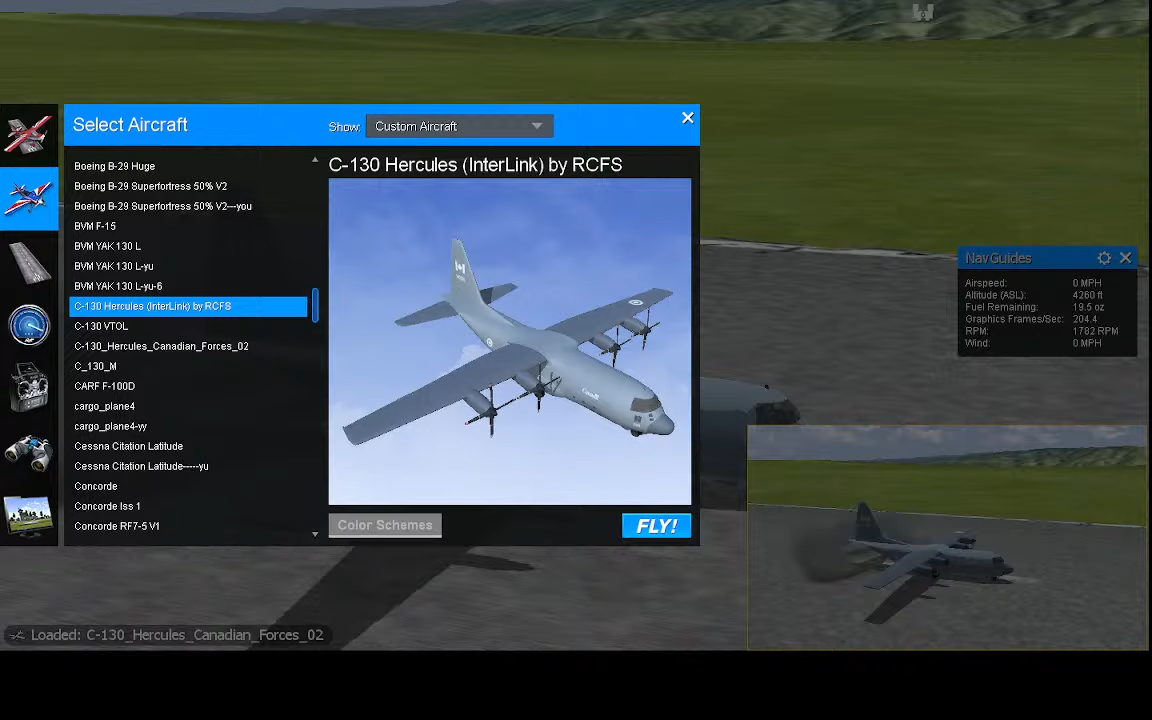 Select Aircraft
Show:
Custom Aircraft
Boeing B-29 Huge
Boeing B-29 Superfortress 50% V2
Boeing B-29 Superfortress 50% V2---you
BVM F-15
BVM YAK 130 L
BVM YAK 130 L-yu
BVM YAK 130 L-yu-6
C-130 Hercules (InterLink) by RCFS
C-130 VTOL
C-130_Hercules_Canadian_Forces_02
C_130_M
CARF F-100D
cargo_plane4
cargo_plane4-yy
Cessna Citation Latitude
Cessna Citation Latitude-----yu
Concorde
Concorde Iss 1
Concorde RF7-5 V1
C-130 Hercules (InterLink) by RCFS
Canada
Color Schemes
FLY!
NavGuides
Airspeed: 0 MPH
Altitude (ASL): 4260 ft
Fuel Remaining: 19.5 oz
Graphics Frames/Sec: 204.4
RPM: 1782 RPM
Wind: 0 MPH
Loaded: C-130_Hercules_Canadian_Forces_02